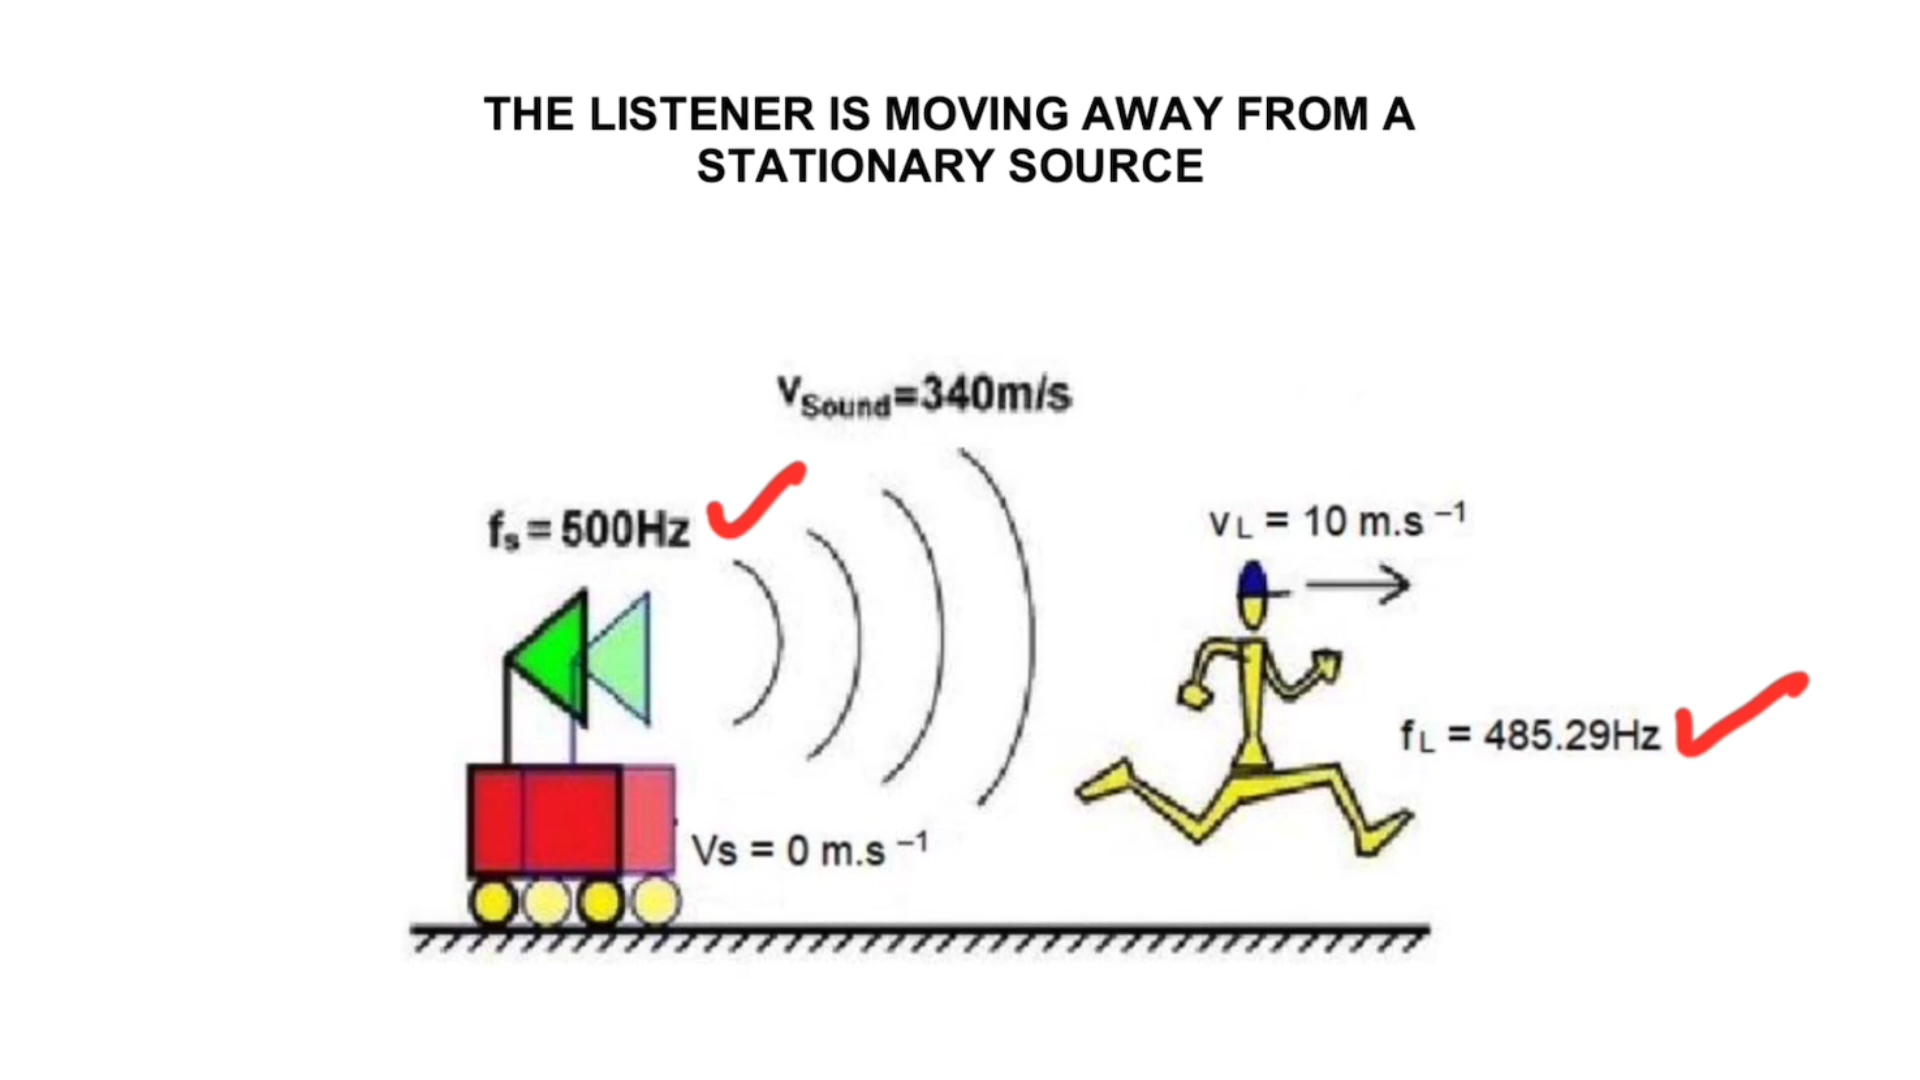 THE LISTENER IS MOVING AWAY FROM A
STATIONARY SOURCE
VSound=340m/s
fs = 500Hz
vL = 10 m.s –1
fL = 485.29Hz
Vs = 0 m.s –1